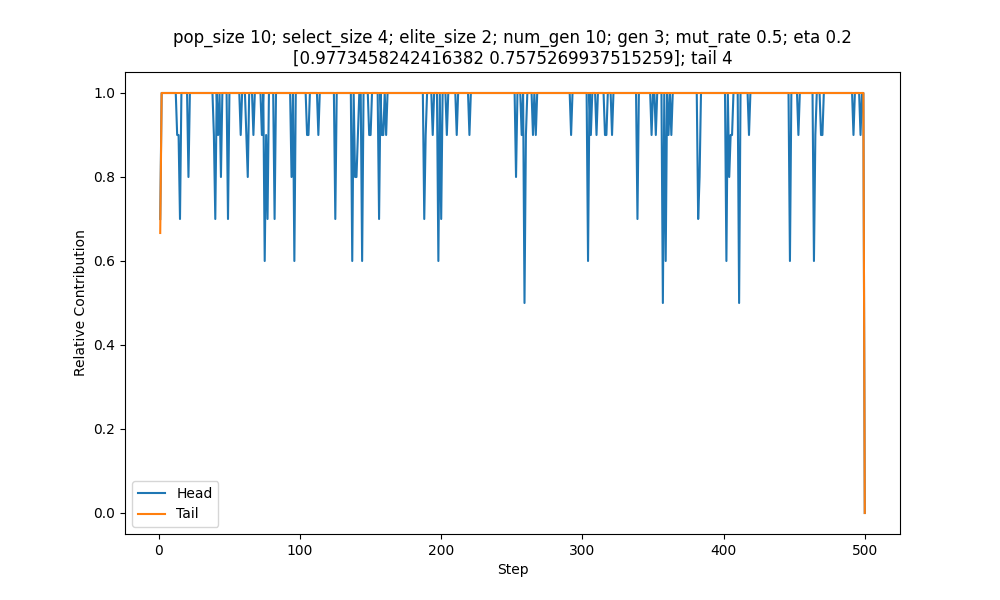 pop_size 10; select_size 4; elite_size 2; num_gen 10; gen 3; mut_rate 0.5; eta 0.2
[0.9773458242416382 0.7575269937515259]; tail 4
1.0
0.8
0.6
0.4
0.2
0.0
Relative Contribution
Head
Tail
0
100
200
300
400
500
Step